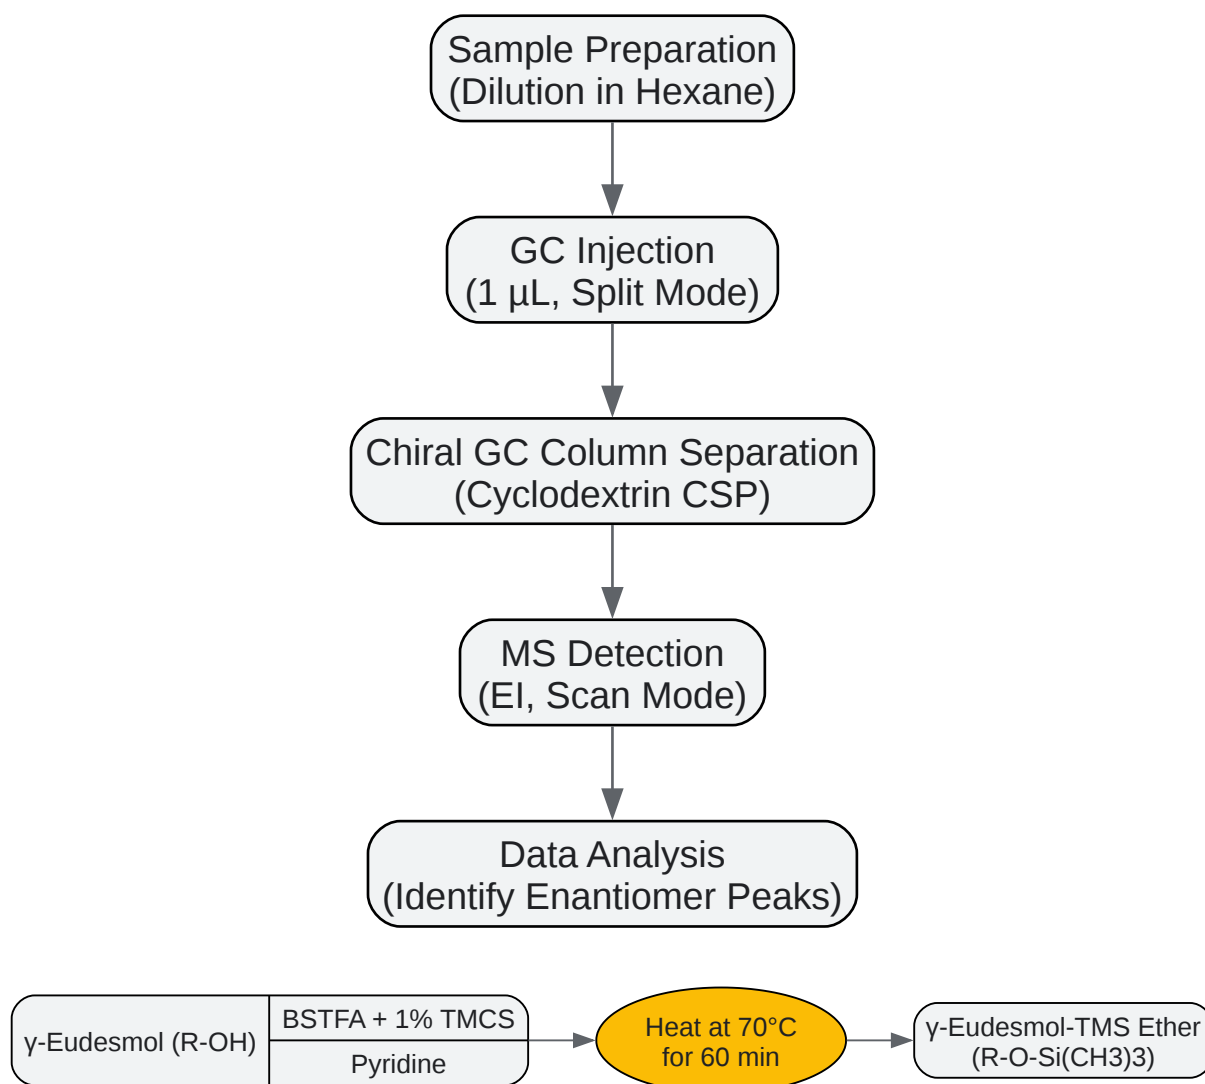 Sample Preparation
(Dilution in Hexane)
GC Injection
(1 µL, Split Mode)
Chiral GC Column Separation
(Cyclodextrin CSP)
MS Detection
(EI, Scan Mode)
Data Analysis
(Identify Enantiomer Peaks)
γ-Eudesmol (R-OH)
BSTFA + 1% TMCS
Pyridine
Heat at 70°C
for 60 min
γ-Eudesmol-TMS Ether
(R-O-Si(CH3)3)